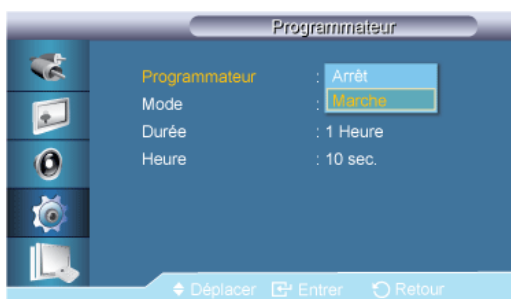 Programmateur
Programmateur : Arrêt
Mode : Marche
Durée : 1 Heure
Heure : 10 sec.
Déplacer Entrer Retour